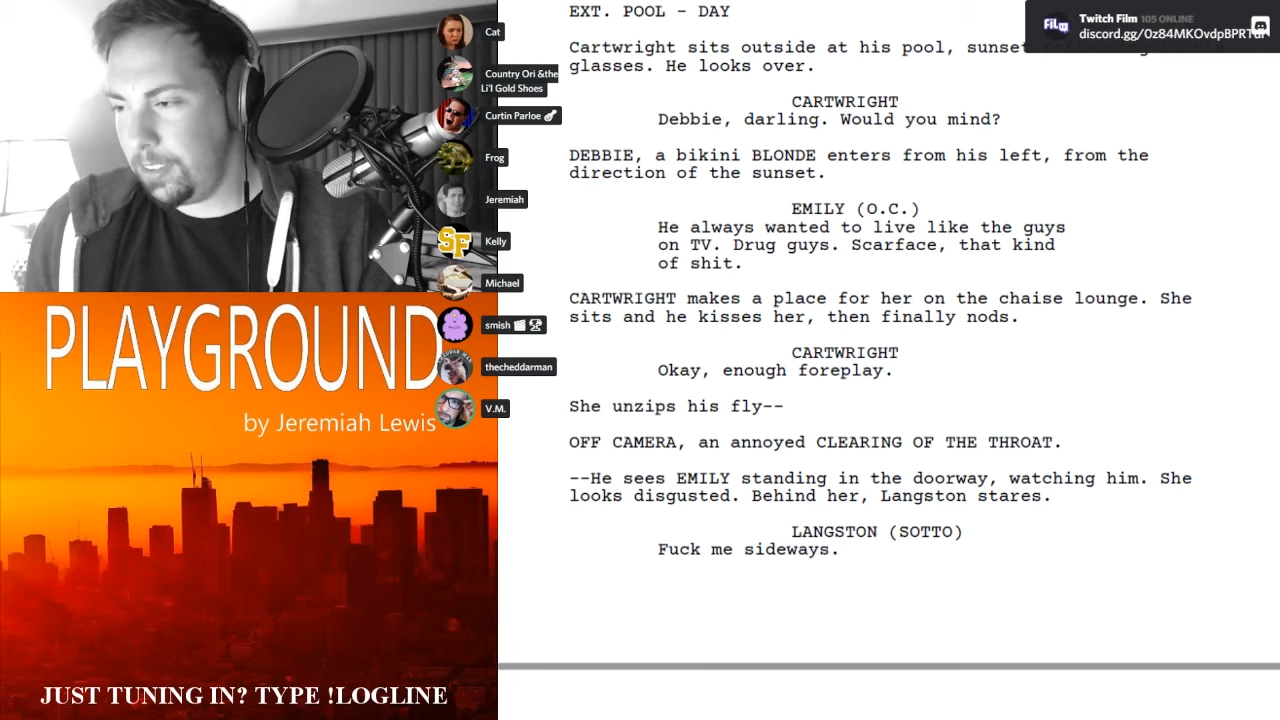 PLAYGROUND
by Jeremiah Lewis
JUST TUNING IN? TYPE !LOGLINE
Cat
Country Ori &the
Li'l Gold Shoes
Curtin Parloe
Frog
Jeremiah
Kelly
SF
Michael
smish
thecheddarman
V.M.
EXT. POOL - DAY
Cartwright sits outside at his pool,
glasses. He looks over.
CARTWRIGHT
Debbie, darling. Would you mind?
DEBBIE, a bikini BLONDE enters from his left, from the
direction of the sunset.
EMILY (O.C.)
He always wanted to live like the guys
on TV. Drug guys. Scarface, that kind
of shit.
CARTWRIGHT makes a place for her on the chaise lounge. She
sits and he kisses her, then finally nods.
CARTWRIGHT
Okay, enough foreplay.
She unzips his fly--
OFF CAMERA, an annoyed CLEARING OF THE THROAT.
--He sees EMILY standing in the doorway, watching him. She
looks disgusted. Behind her, Langston stares.
LANGSTON (SOTTO)
Fuck me sideways.
FiLM
Twitch Film 105 ONLINE